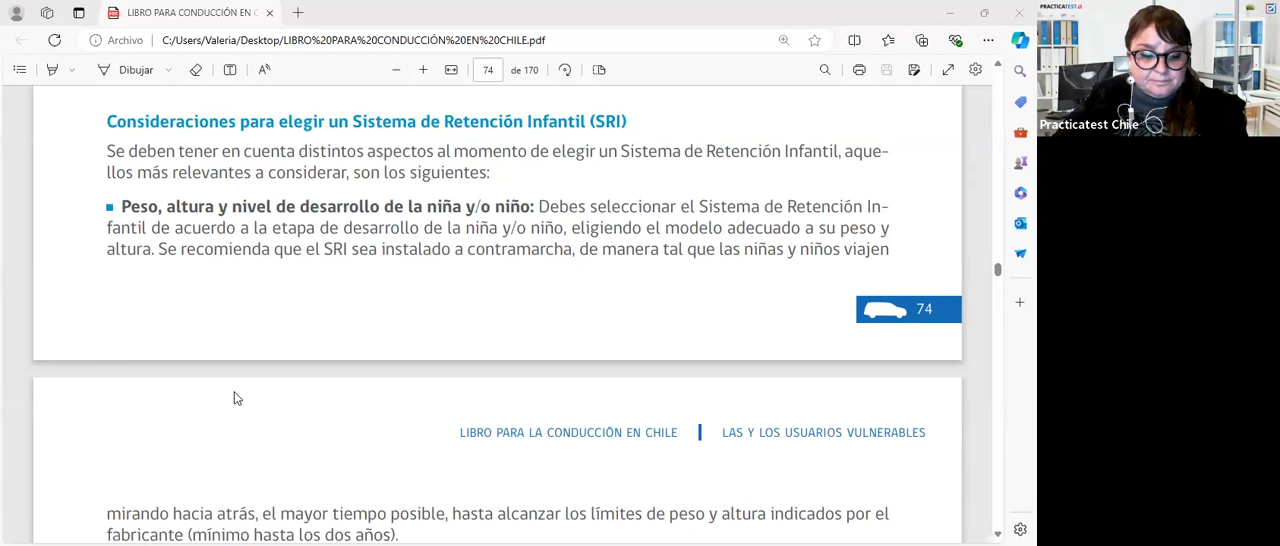 LIBRO PARA CONDUCCIÓN EN C
Archivo
C:/Users/Valeria/Desktop/LIBRO%20PARA%20CONDUCCIÓN%20EN%20CHILE.pdf
Dibujar
74
de 170
PRACTICATEST.cl
Practicatest Chile
Consideraciones para elegir un Sistema de Retención Infantil (SRI)
Se deben tener en cuenta distintos aspectos al momento de elegir un Sistema de Retención Infantil, aque-
llos más relevantes a considerar, son los siguientes:
Peso, altura y nivel de desarrollo de la niña y/o niño: Debes seleccionar el Sistema de Retención In-
fantil de acuerdo a la etapa de desarrollo de la niña y/o niño, eligiendo el modelo adecuado a su peso y
altura. Se recomienda que el SRI sea instalado a contramarcha, de manera tal que las niñas y niños viajen
74
LIBRO PARA LA CONDUCCIÓN EN CHILE | LAS Y LOS USUARIOS VULNERABLES
mirando hacia atrás, el mayor tiempo posible, hasta alcanzar los límites de peso y altura indicados por el
fabricante (mínimo hasta los dos años).